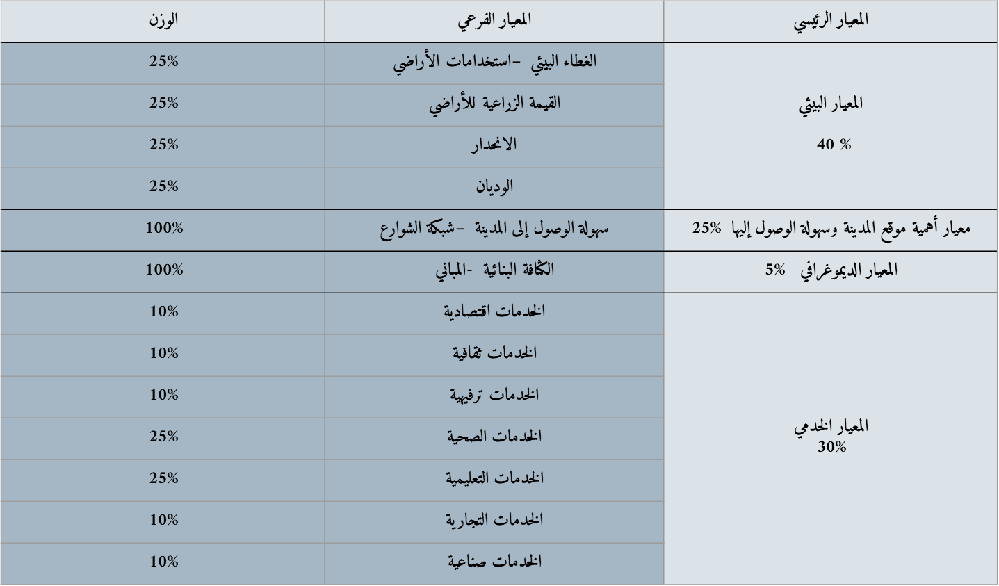 المعيار الرئيسي
المعيار الفرعي
الوزن
المعيار البيئي
40 %
الغطاء البيئي –استخدامات الأراضي
25%
القيمة الزراعية للأراضي
25%
الانحدار
25%
الوديان
25%
معيار أهمية موقع المدينة وسهولة الوصول إليها 25%
سهولة الوصول إلى المدينة –شبكة الشوارع
100%
المعيار الديموغرافي 5%
الكثافة البنائية -المباني
100%
المعيار الخدمي
30%
الخدمات اقتصادية
10%
الخدمات ثقافية
10%
الخدمات ترفيهية
10%
الخدمات الصحية
25%
الخدمات التعليمية
25%
الخدمات التجارية
10%
الخدمات صناعية
10%